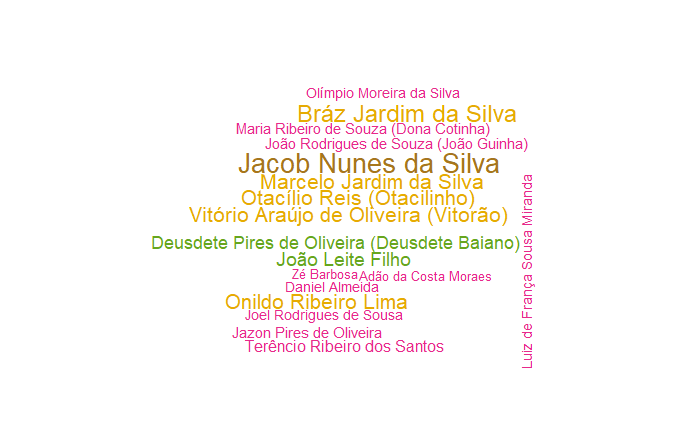 Olímpio Moreira da Silva
Bráz Jardim da Silva
Maria Ribeiro de Souza (Dona Cotinha)
João Rodrigues de Souza (João Guinha)
Jacob Nunes da Silva
Marcelo Jardim da Silva
Otacílio Reis (Otacilinho)
Vitório Araújo de Oliveira (Vitorão)
Deusdete Pires de Oliveira (Deusdete Baiano)
João Leite Filho
Zé Barbosa
Adão da Costa Moraes
Daniel Almeida
Onildo Ribeiro Lima
Joel Rodrigues de Sousa
Jazon Pires de Oliveira
Terêncio Ribeiro dos Santos
Luiz de França Sousa Miranda